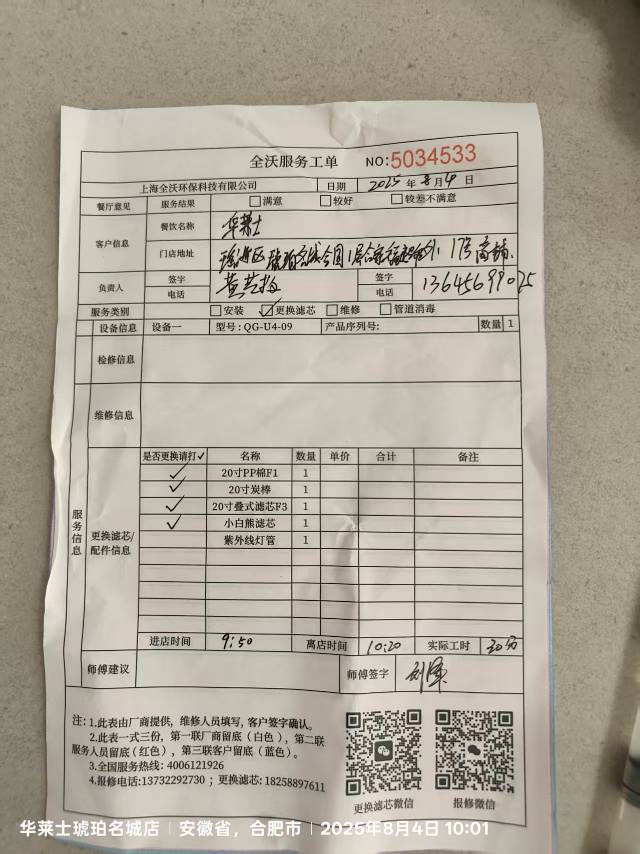 全沃服务工单 NO:5034533
上海全沃环保科技有限公司 日期 2025年8月4日
餐厅意见 服务结果 □满意 □较好 □较差不满意
客户信息 餐饮名称 华莱士
门店地址
负责人 签字 签字
电话 电话 13645699025
服务类别 □安装 ☑更换滤芯 □维修 □管道消毒
设备信息 设备一 型号：QG-U4-09 产品序列号： 数量 1
检修信息
维修信息
服务信息
更换滤芯/配件信息
是否更换请打✓ 名称 数量 单价 合计 备注
✓ 20寸PP棉F1 1
✓ 20寸炭棒 1
✓ 20寸叠式滤芯F3 1
✓ 小白熊滤芯 1
紫外线灯管 1
进店时间 9:50 离店时间 10:20 实际工时 30分
师傅建议 师傅签字
注：1.此表由厂商提供，维修人员填写，客户签字确认。
2.此表一式三份，第一联厂商留底（白色），第二联
服务人员留底（红色），第三联客户留底（蓝色）。
3.全国服务热线：4006121926
4.报修电话:13732292730；更换滤芯:18258897611
更换滤芯微信 报修微信
华莱士琥珀名城店 | 安徽省，合肥市 | 2025年8月4日 10:01